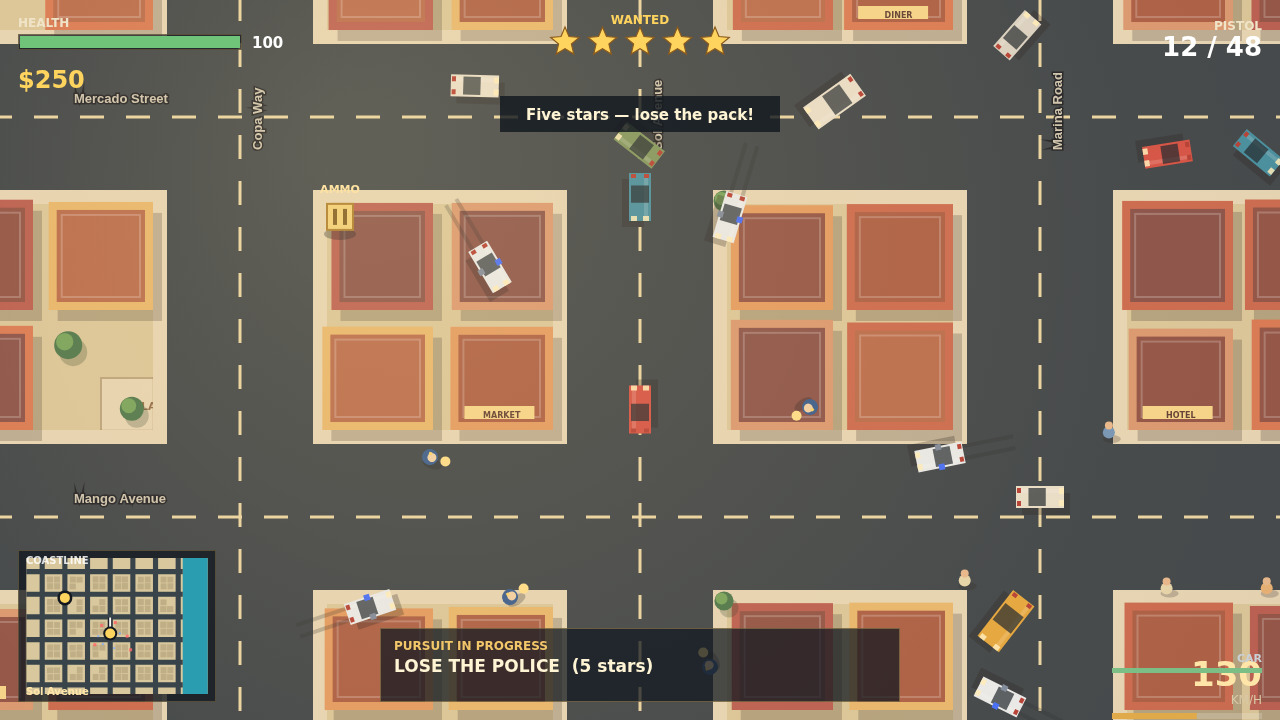 DINER
HEALTH
WANTED
PISTOL
100
12 / 48
$250
Mercado Street
Copa Way
Marina Road
Five stars — lose the pack!
AMMO
MARKET
HOTEL
Mango Avenue
COASTLINE
Sol Avenue
PURSUIT IN PROGRESS
LOSE THE POLICE (5 stars)
CAR
130
KM/H